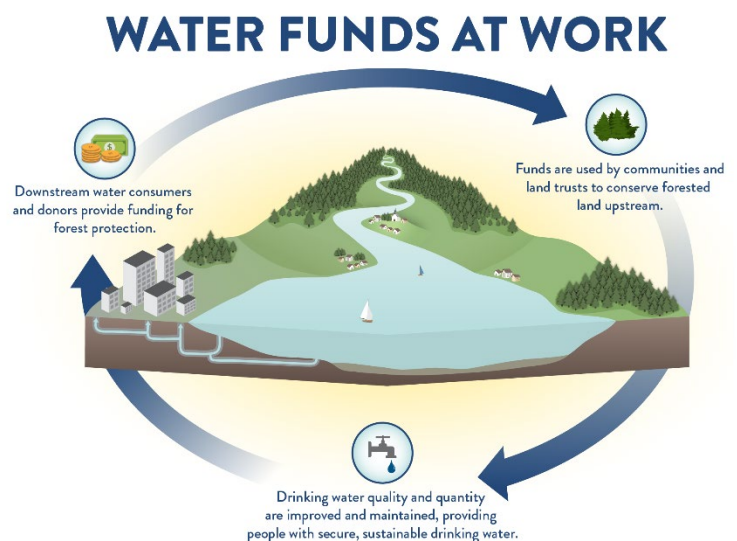 WATER FUNDS AT WORK
Downstream water consumers
and donors provide funding for
forest protection.
Funds are used by communities and
land trusts to conserve forested
land upstream.
Drinking water quality and quantity
are improved and maintained, providing
people with secure, sustainable drinking water.